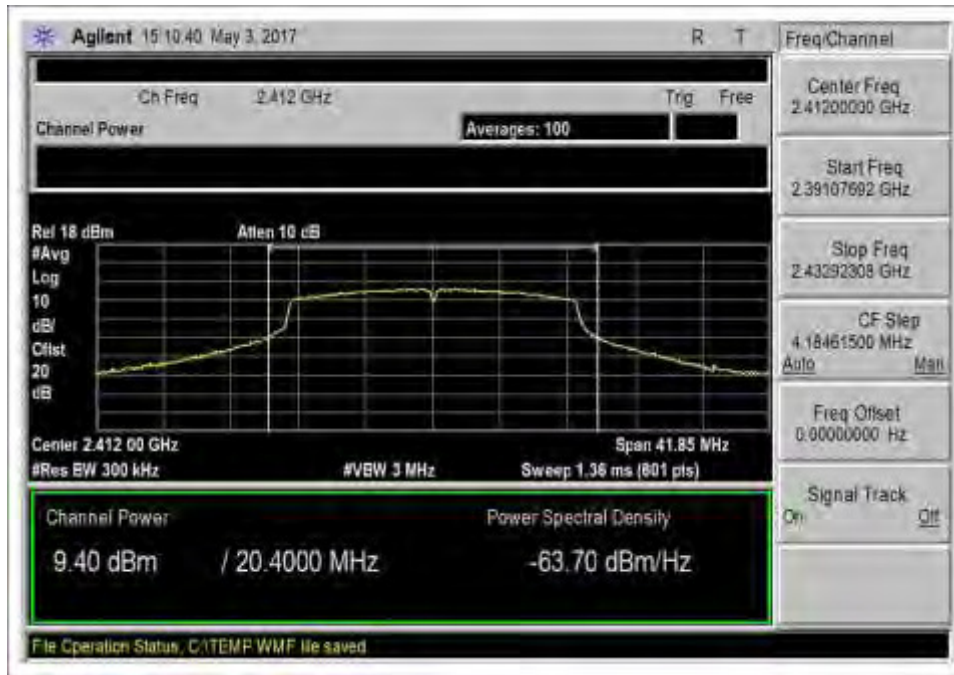 Agilent 15:10:40 May 3, 2017 R T
Ch Freq 2.412 GHz Trig Free
Channel Power Averages: 100
Ref 18 dBm Atten 10 dB
#Avg
Log
10
dB/
Offst
20
dB
Center 2.412 00 GHz Span 41.85 MHz
#Res BW 300 kHz #VBW 3 MHz Sweep 1.36 ms (601 pts)
Channel Power Power Spectral Density
9.40 dBm / 20.4000 MHz -63.70 dBm/Hz
File Operation Status, C:\TEMP.WMF file saved
Freq/Channel
Center Freq
2.41200000 GHz
Start Freq
2.39107692 GHz
Stop Freq
2.43292308 GHz
CF Step
4.18461500 MHz
Auto Man
Freq Offset
0.00000000 Hz
Signal Track
On Off